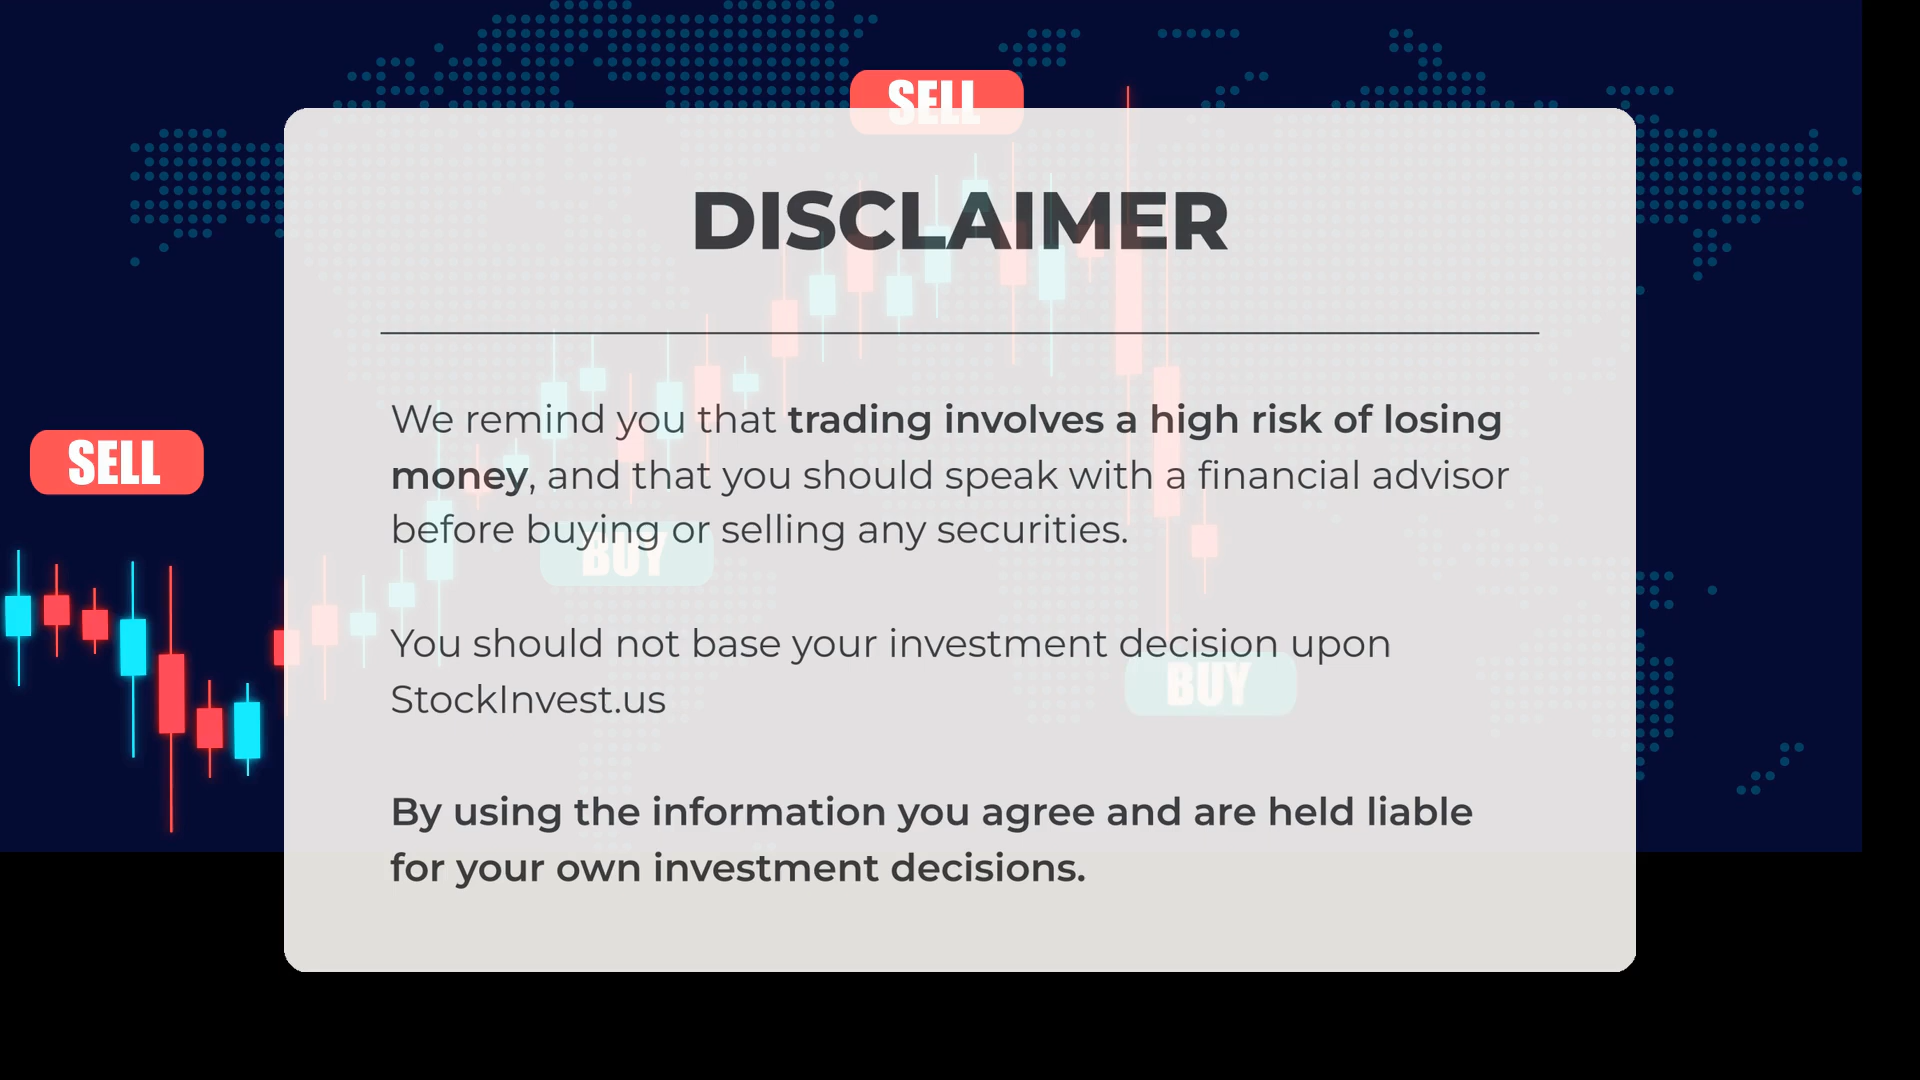 SELL
DISCLAIMER
We remind you that trading involves a high risk of losing
money, and that you should speak with a financial advisor
before buying or selling any securities.
SELL
BUY
You should not base your investment decision upon
StockInvest.us
BUY
By using the information you agree and are held liable
for your own investment decisions.